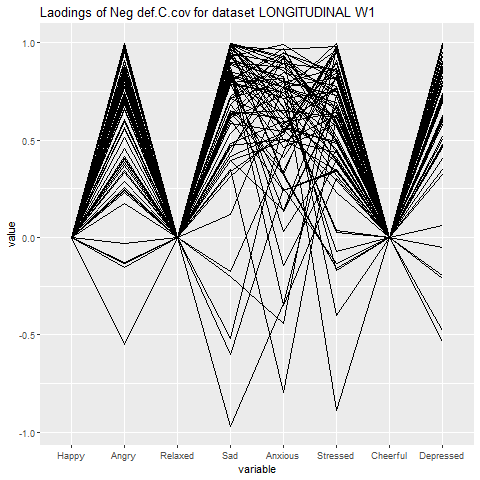 Laodings of Neg def.C.cov for dataset LONGITUDINAL W1
1.0
0.5
0.0
-0.5
-1.0
value
Happy Angry Relaxed Sad Anxious Stressed Cheerful Depressed
variable